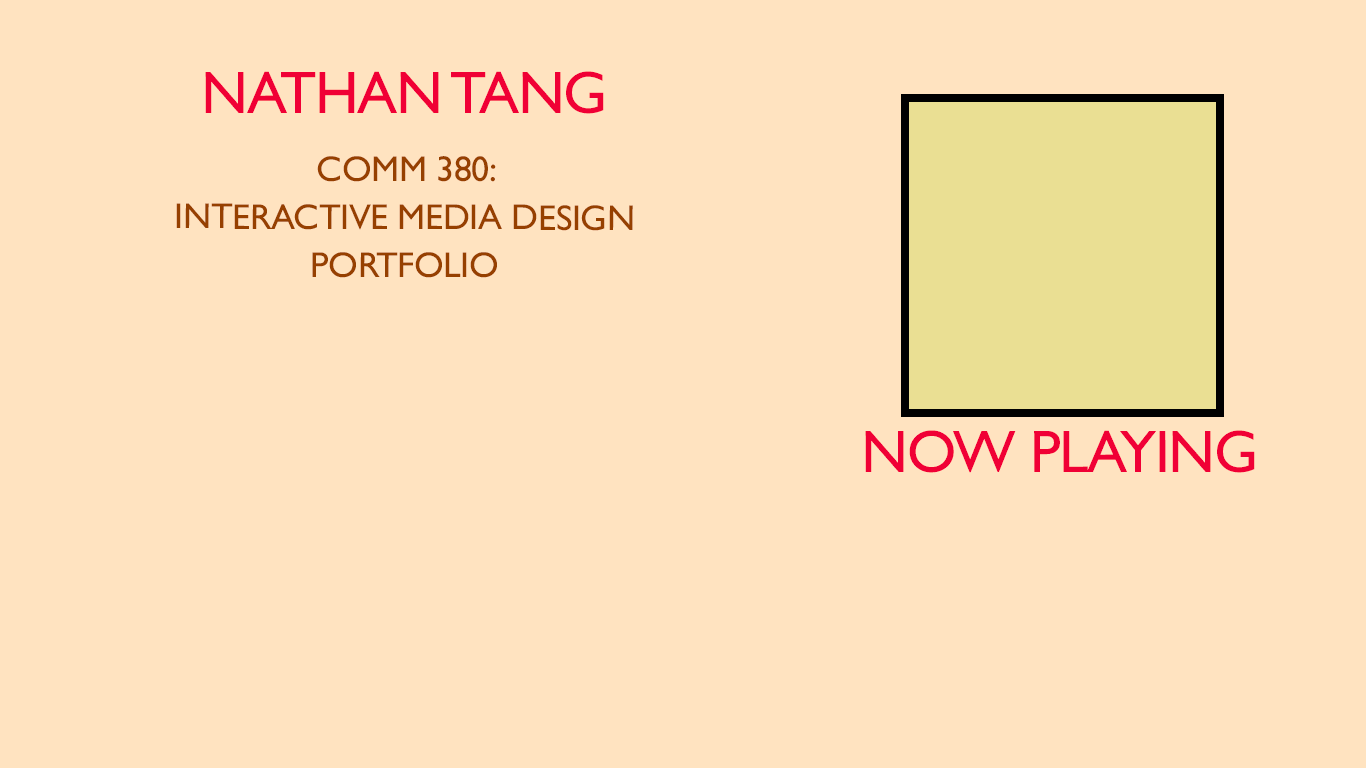 NATHAN TANG
COMM 380:
INTERACTIVE MEDIA DESIGN
PORTFOLIO
NOW PLAYING